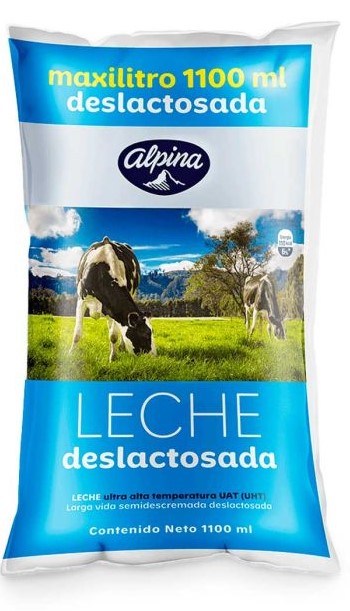 maxilitro 1100 ml
deslactosada
alpina
LECHE
deslactosada
LECHE ultra alta temperatura UAT (UHT)
Larga vida semidescremada deslactosada
Contenido Neto 1100 ml